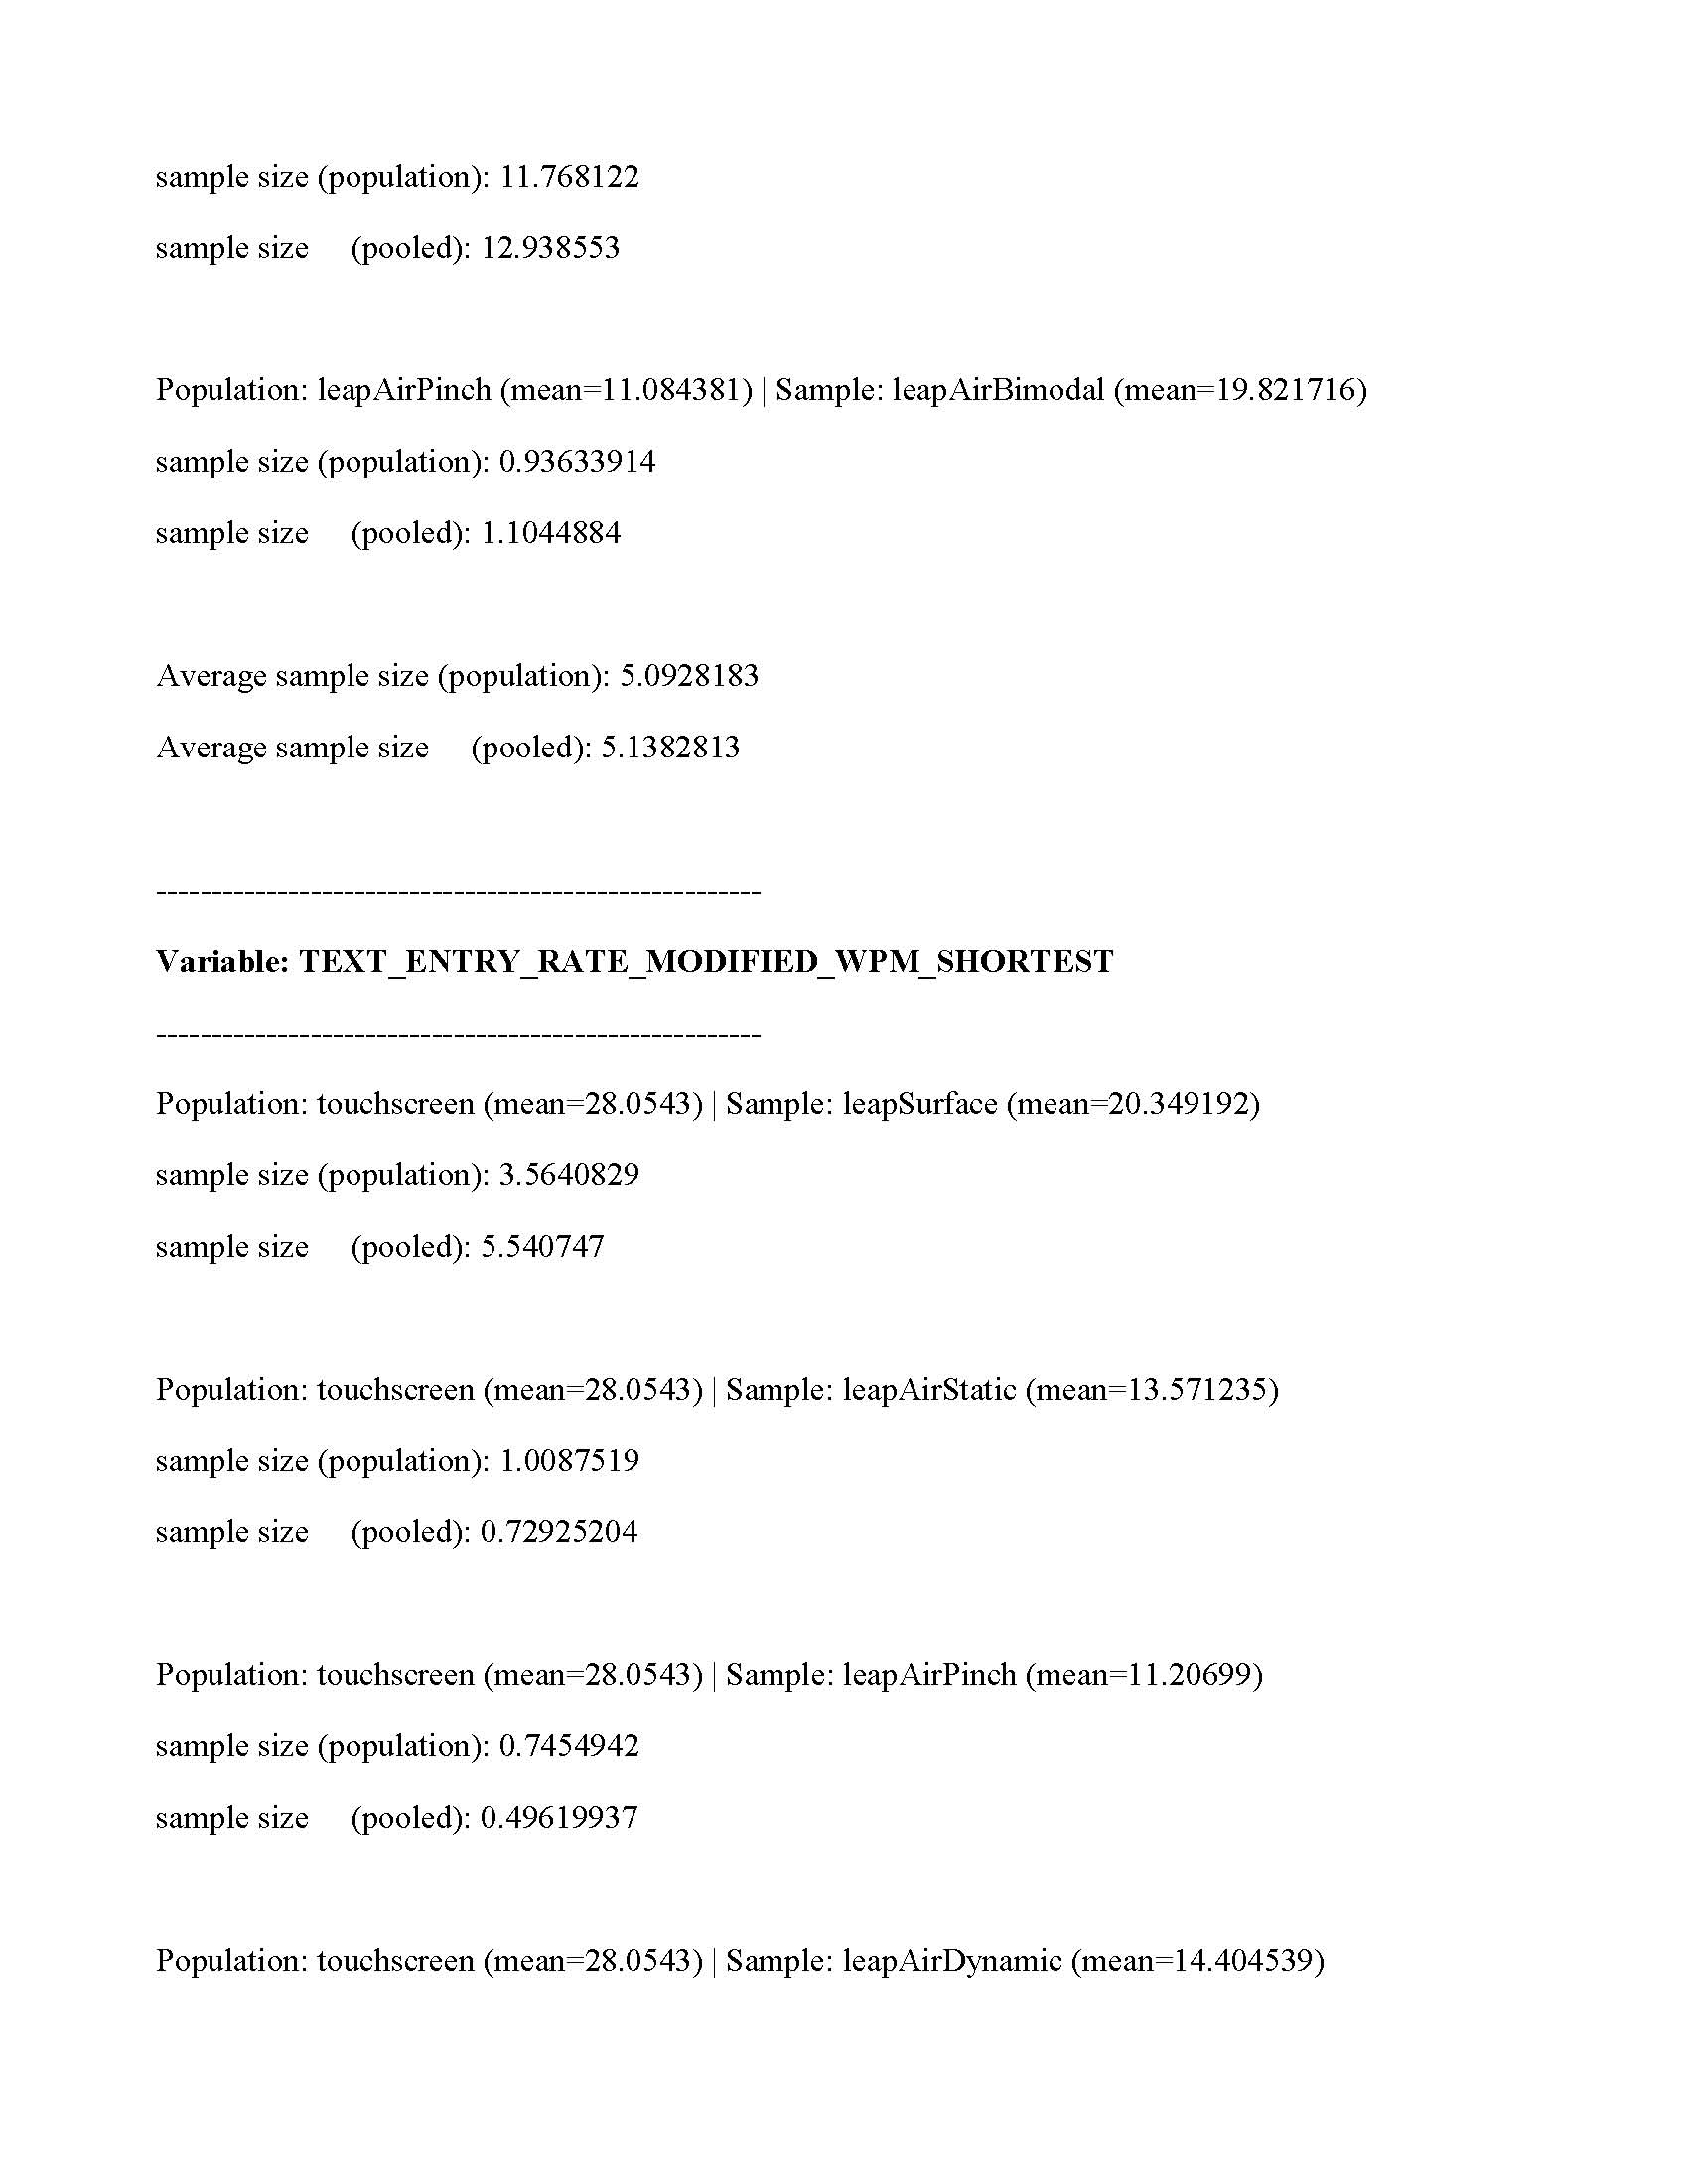 sample size (population): 11.768122
sample size     (pooled): 12.938553
Population: leapAirPinch (mean=11.084381) | Sample: leapAirBimodal (mean=19.821716)
sample size (population): 0.93633914
sample size     (pooled): 1.1044884
Average sample size (population): 5.0928183
Average sample size     (pooled): 5.1382813
-------------------------------------------------------
Variable: TEXT_ENTRY_RATE_MODIFIED_WPM_SHORTEST
-------------------------------------------------------
Population: touchscreen (mean=28.0543) | Sample: leapSurface (mean=20.349192)
sample size (population): 3.5640829
sample size     (pooled): 5.540747
Population: touchscreen (mean=28.0543) | Sample: leapAirStatic (mean=13.571235)
sample size (population): 1.0087519
sample size     (pooled): 0.72925204
Population: touchscreen (mean=28.0543) | Sample: leapAirPinch (mean=11.20699)
sample size (population): 0.7454942
sample size     (pooled): 0.49619937
Population: touchscreen (mean=28.0543) | Sample: leapAirDynamic (mean=14.404539)